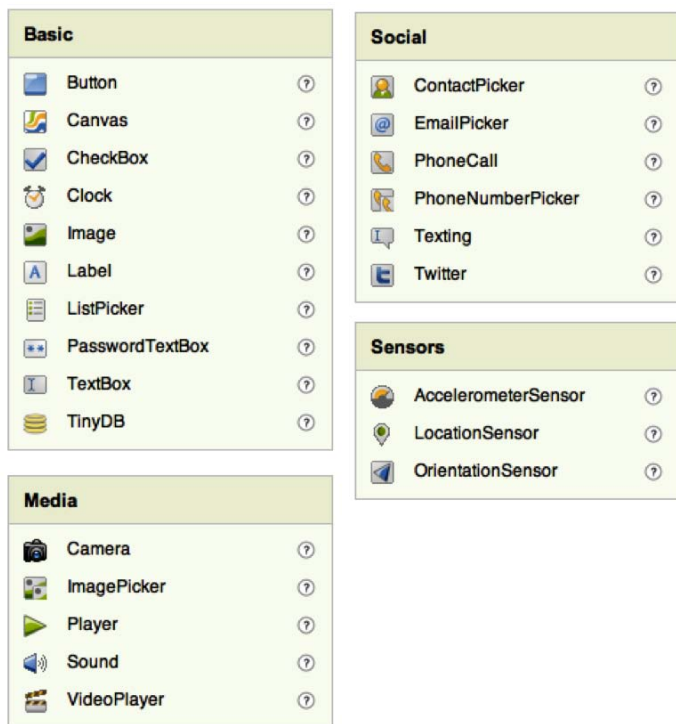 Basic
Button
Canvas
CheckBox
Clock
Image
Label
ListPicker
PasswordTextBox
TextBox
TinyDB
Media
Camera
ImagePicker
Player
Sound
VideoPlayer
Social
ContactPicker
EmailPicker
PhoneCall
PhoneNumberPicker
Texting
Twitter
Sensors
AccelerometerSensor
LocationSensor
OrientationSensor